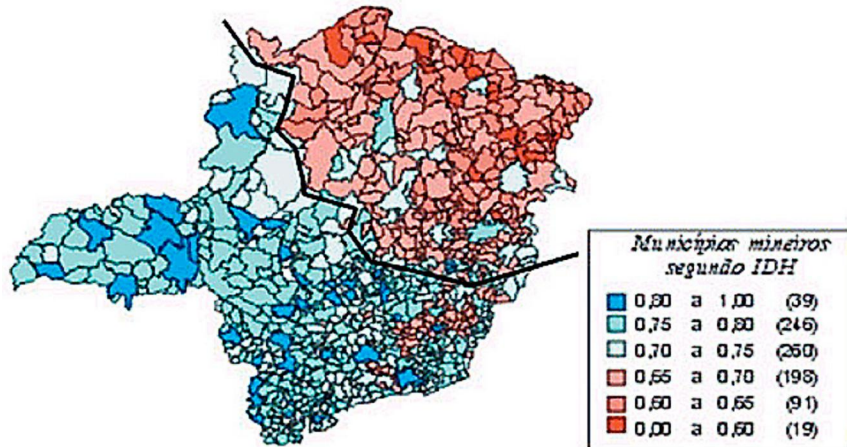 Municípios mineiros
segundo IDH
0,80 a 1,00 (39)
0,75 a 0,80 (246)
0,70 a 0,75 (260)
0,65 a 0,70 (198)
0,60 a 0,65 (91)
0,00 a 0,60 (19)